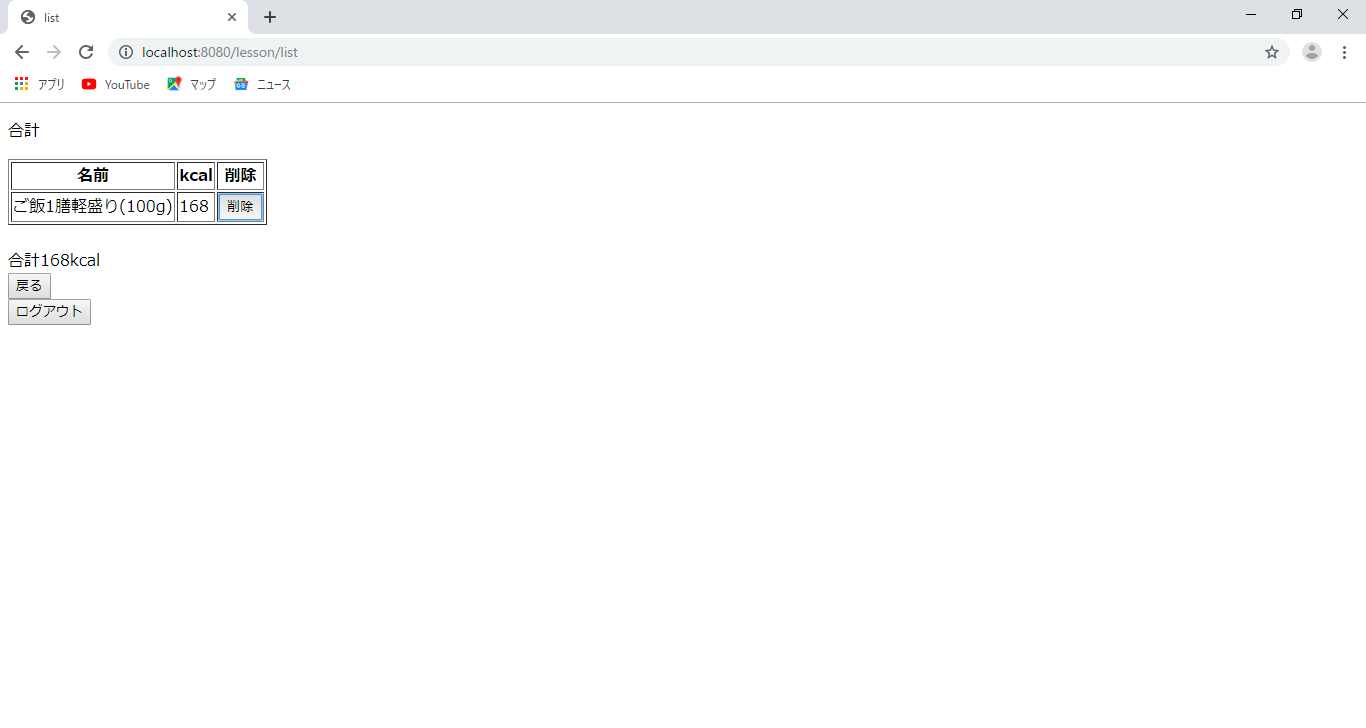 list
localhost:8080/lesson/list
アプリ YouTube マップ ニュース
合計
名前 kcal 削除
ご飯1膳軽盛り(100g) 168 削除
合計168kcal
戻る
ログアウト